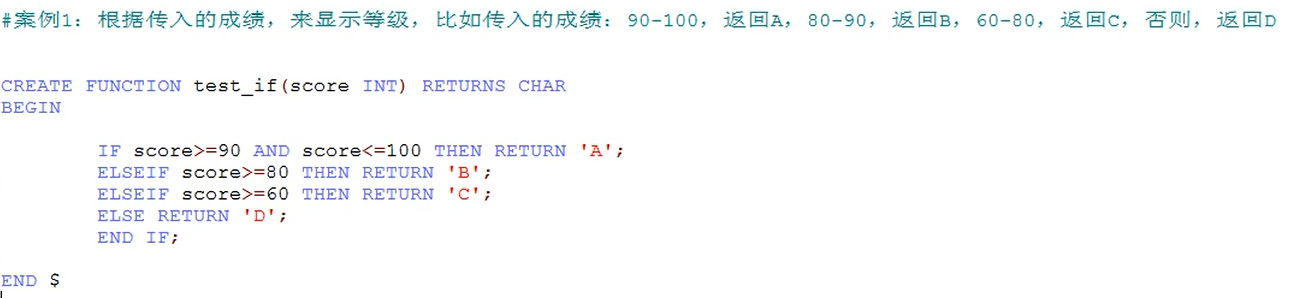 #案例1：根据传入的成绩，来显示等级，比如传入的成绩：90-100，返回A，80-90，返回B，60-80，返回C，否则，返回D
CREATE FUNCTION test_if(score INT) RETURNS CHAR
BEGIN
IF score>=90 AND score<=100 THEN RETURN 'A';
ELSEIF score>=80 THEN RETURN 'B';
ELSEIF score>=60 THEN RETURN 'C';
ELSE RETURN 'D';
END IF;
END $